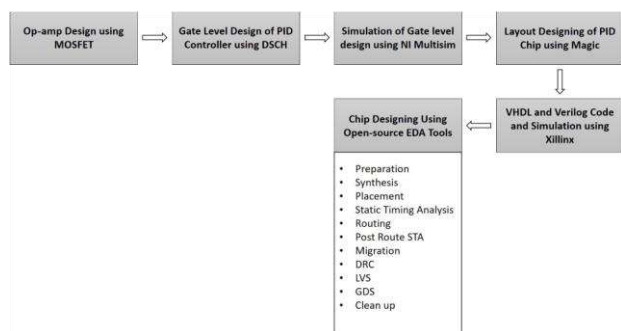 Op-amp Design using
MOSFET
Gate Level Design of PID
Controller using DSCH
Simulation of Gate level
design using NI Multisim
Layout Designing of PID
Chip using Magic
VHDL and Verilog Code
and Simulation using
Xillinx
Chip Designing Using
Open-source EDA Tools
• Preparation
• Synthesis
• Placement
• Static Timing Analysis
• Routing
• Post Route STA
• Migration
• DRC
• LVS
• GDS
• Clean up